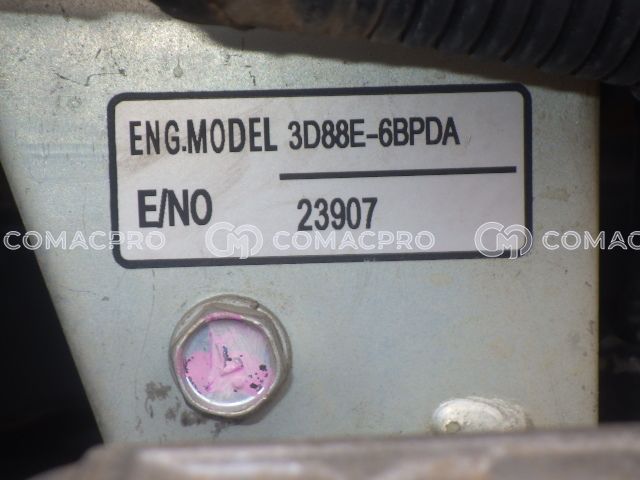 ENG.MODEL 3D88E-6BPDA
E/NO 23907
COMACPRO COMACPRO COMACPRO